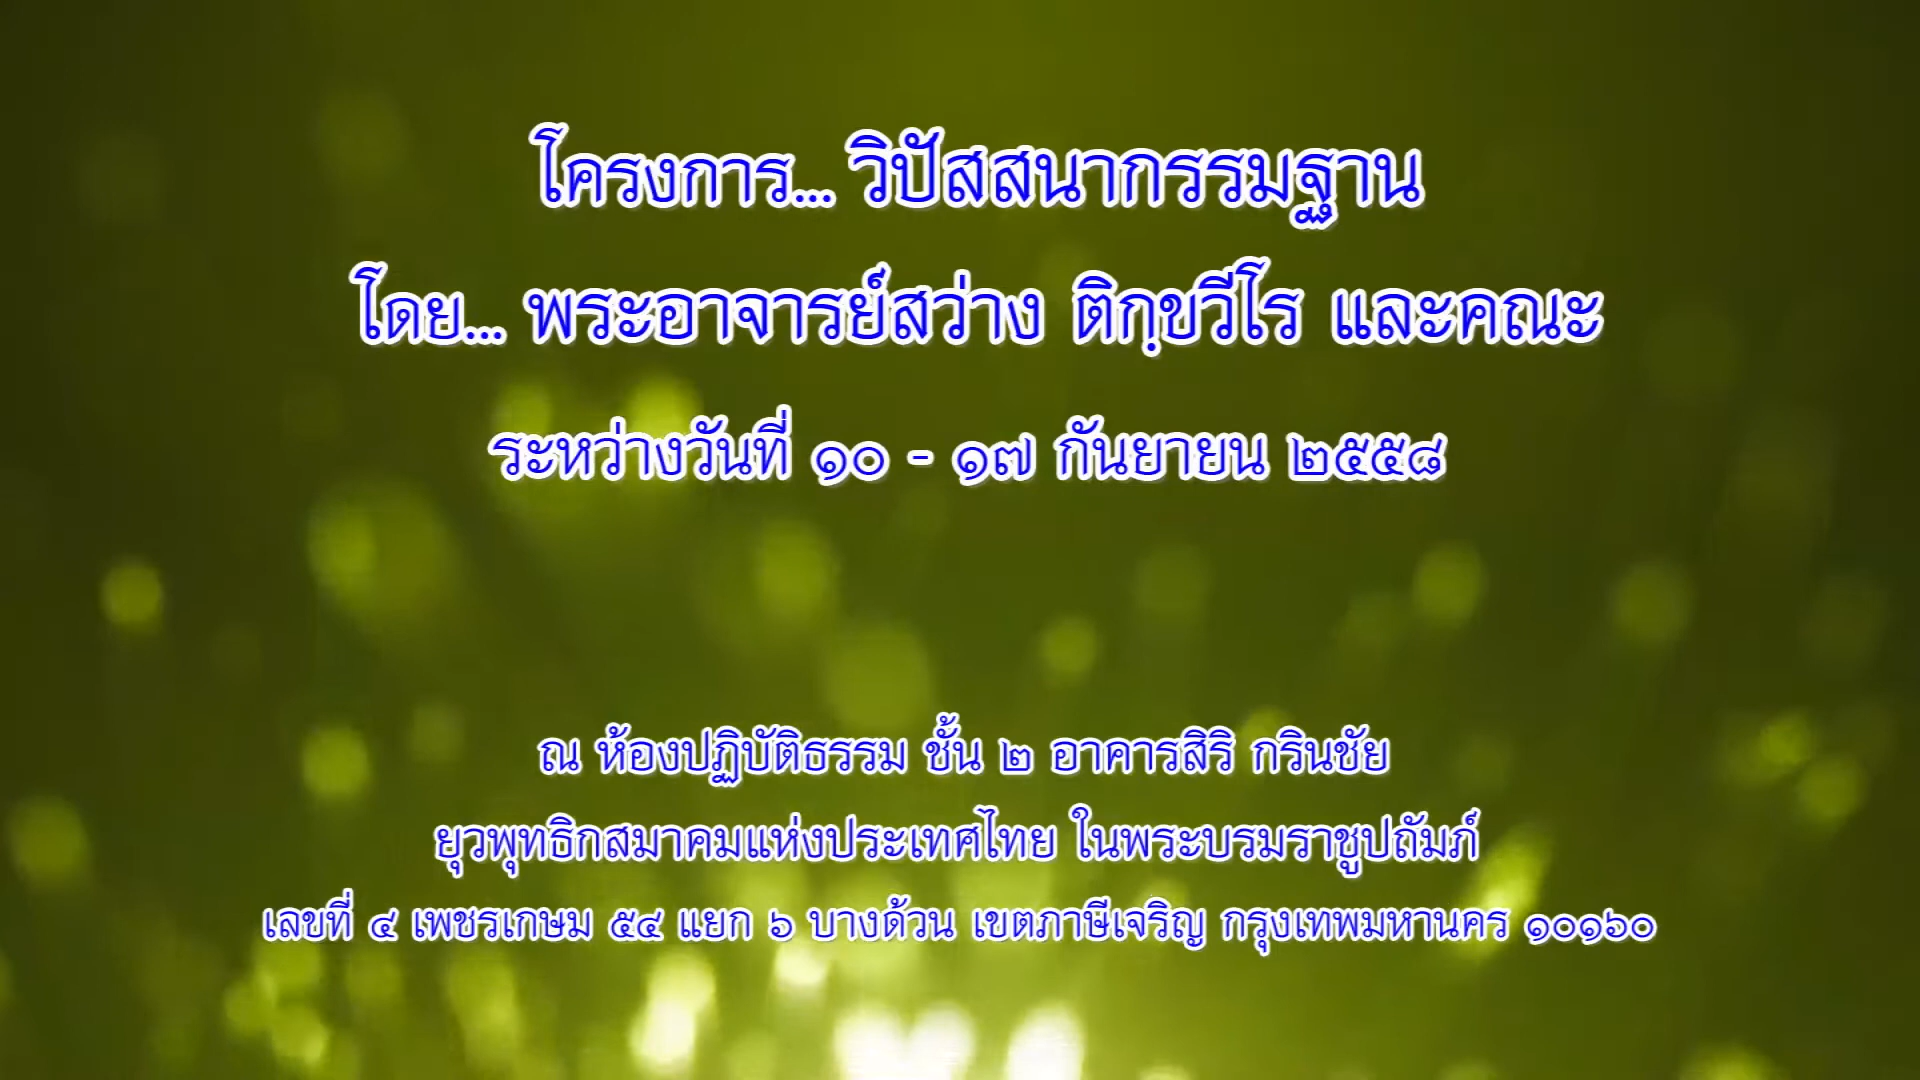 โครงการ... วิปัสสนากรรมฐาน
โดย... พระอาจารย์สว่าง ติกฺขวีโร และคณะ
ระหว่างวันที่ ๑๐ - ๑๗ กันยายน ๒๕๕๘
ณ ห้องปฏิบัติธรรม ชั้น ๒ อาคารสิริ กรินชัย
ยุวพุทธิกสมาคมแห่งประเทศไทย ในพระบรมราชูปถัมภ์
เลขที่ ๔ เพชรเกษม ๕๔ แยก ๖ บางด้วน เขตภาษีเจริญ กรุงเทพมหานคร ๑๐๑๖๐